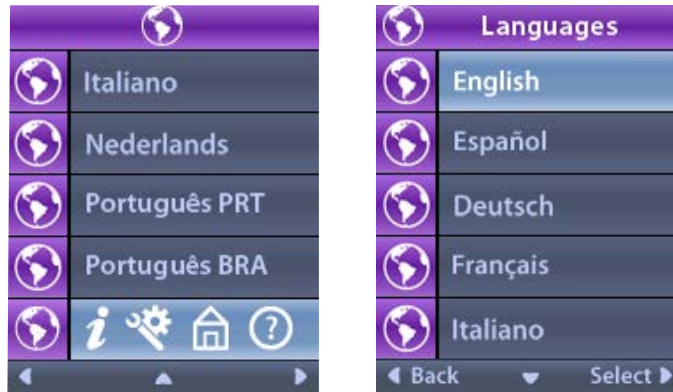 Italiano
Nederlands
Português PRT
Português BRA
Languages
English
Español
Deutsch
Français
Italiano
Back Select